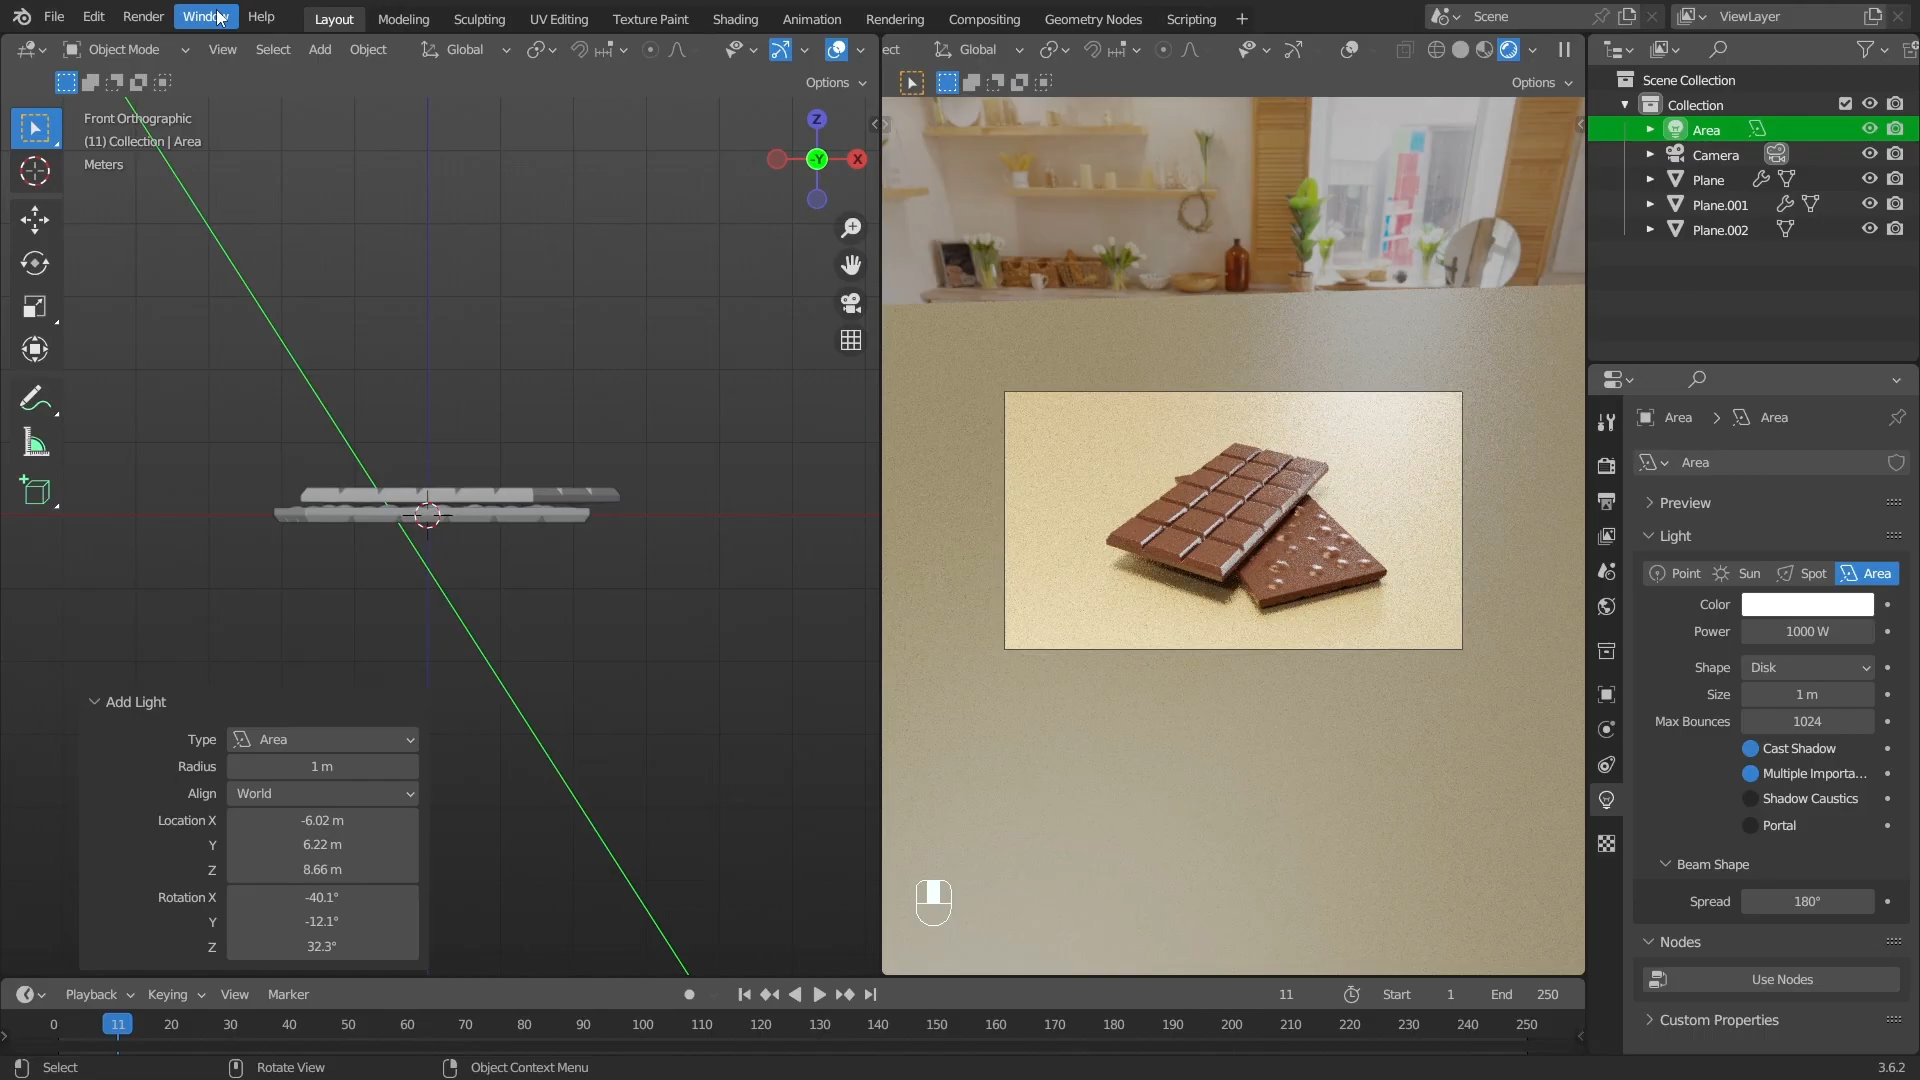 File Edit Render Window Help Layout Modeling Sculpting UV Editing Texture Paint Shading Animation Rendering Compositing Geometry Nodes Scripting + Scene ViewLayer
Object Mode View Select Add Object Global
ect Global
Options
Options
Front Orthographic
(11) Collection | Area
Meters
Z
-Y
X
Add Light
Type Area
Radius 1 m
Align World
Location X -6.02 m
Y 6.22 m
Z 8.66 m
Rotation X -40.1°
Y -12.1°
Z 32.3°
Scene Collection
Collection
Area
Camera
Plane
Plane.001
Plane.002
Area Area
Area
Preview
Light
Point Sun Spot Area
Color
Power 1000 W
Shape Disk
Size 1 m
Max Bounces 1024
Cast Shadow
Multiple Importa...
Shadow Caustics
Portal
Beam Shape
Spread 180°
Nodes
Use Nodes
Custom Properties
Playback Keying View Marker 11 Start 1 End 250
0 11 20 30 40 50 60 70 80 90 100 110 120 130 140 150 160 170 180 190 200 210 220 230 240 250
Select Rotate View Object Context Menu 3.6.2